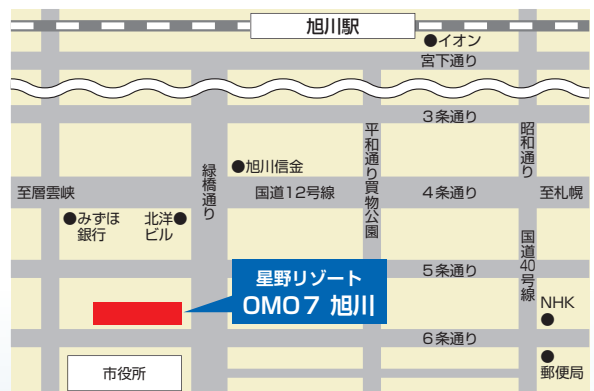 旭川駅
イオン
宮下通り
3条通り
昭和通り
平和通り買物公園
緑橋通り
旭川信金
至層雲峡
国道12号線
4条通り
至札幌
みずほ
銀行
北洋
ビル
国道40号線
5条通り
星野リゾート
OMO7 旭川
NHK
6条通り
市役所
郵便局